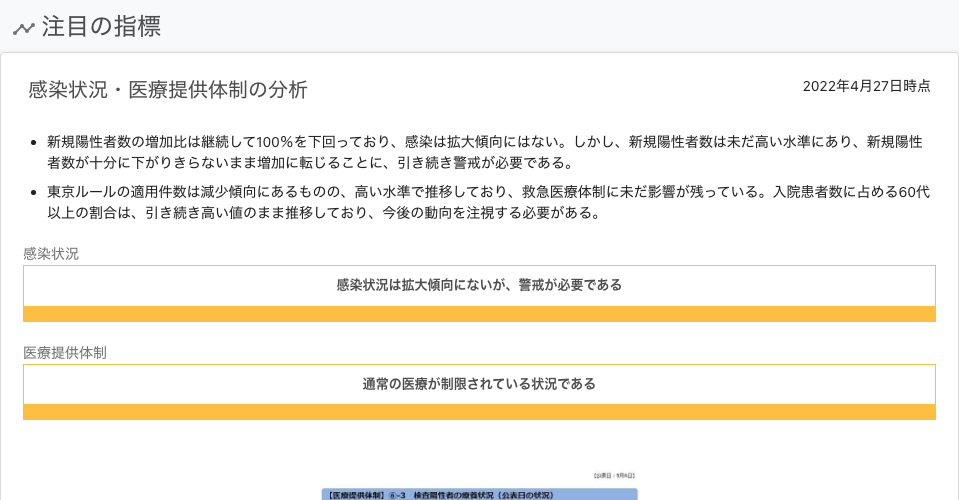 注目の指標
感染状況・医療提供体制の分析
2022年4月27日時点
• 新規陽性者数の増加比は継続して100%を下回っており、感染は拡大傾向にはない。しかし、新規陽性者数は未だ高い水準にあり、新規陽性
者数が十分に下がりきらないまま増加に転じることに、引き続き警戒が必要である。
• 東京ルールの適用件数は減少傾向にあるものの、高い水準で推移しており、救急医療体制に未だ影響が残っている。入院患者数に占める60代
以上の割合は、引き続き高い値のまま推移しており、今後の動向を注視する必要がある。
感染状況
感染状況は拡大傾向にないが、警戒が必要である
医療提供体制
通常の医療が制限されている状況である
【医療提供体制】⑥-3 検査陽性者の療養状況（公表日の状況）